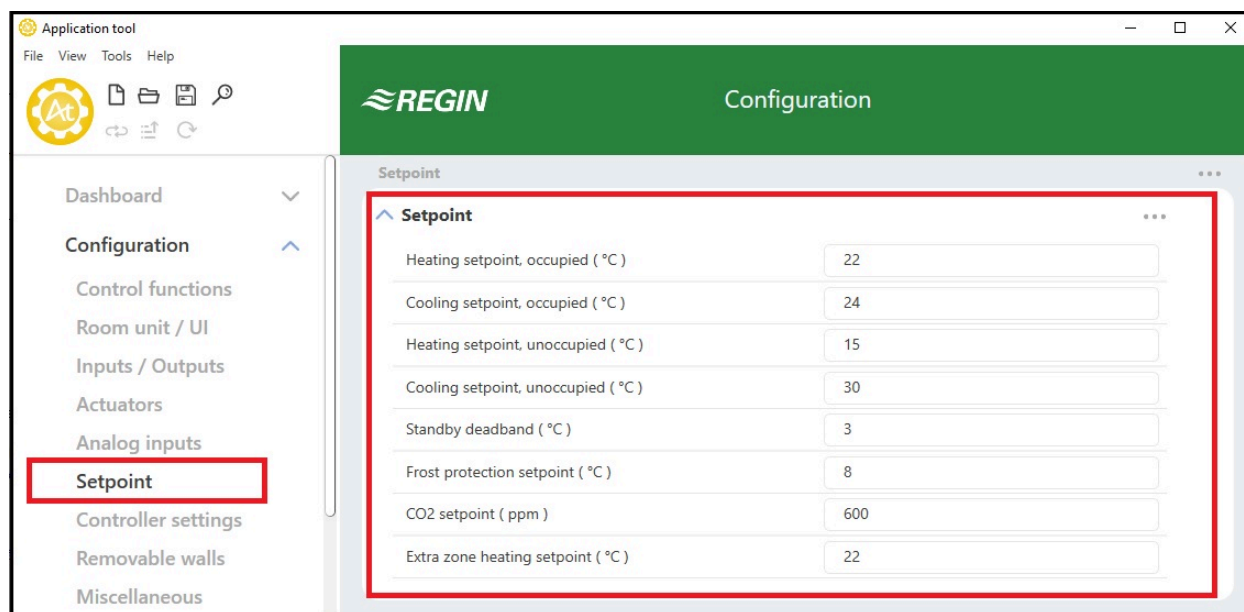 Application tool
File View Tools Help
At
REGIN
Configuration
Dashboard
Configuration
Control functions
Room unit / UI
Inputs / Outputs
Actuators
Analog inputs
Setpoint
Controller settings
Removable walls
Miscellaneous
Setpoint
Setpoint
Heating setpoint, occupied ( °C ) 22
Cooling setpoint, occupied ( °C ) 24
Heating setpoint, unoccupied ( °C ) 15
Cooling setpoint, unoccupied ( °C ) 30
Standby deadband ( °C ) 3
Frost protection setpoint ( °C ) 8
CO2 setpoint ( ppm ) 600
Extra zone heating setpoint ( °C ) 22